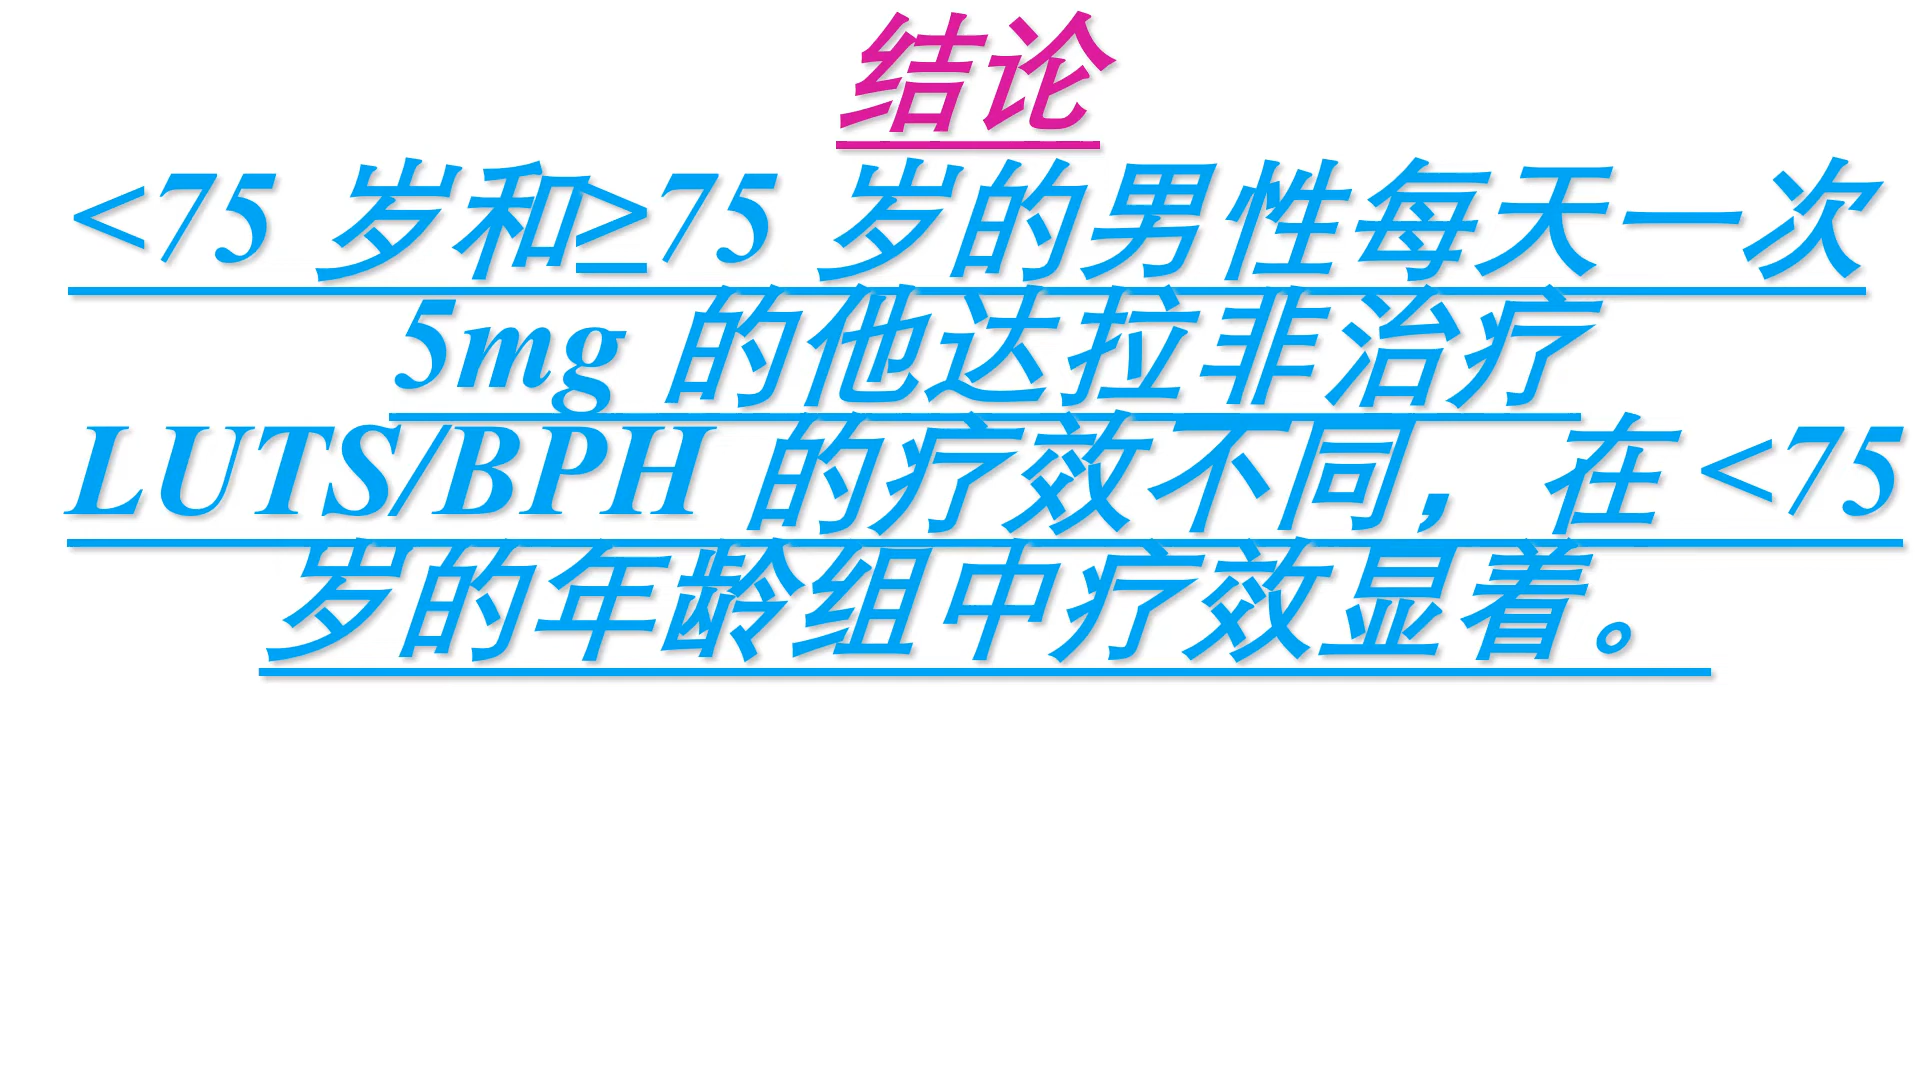 结论
<75 岁和≥75 岁的男性每天一次
5mg 的他达拉非治疗
LUTS/BPH 的疗效不同，在 <75
岁的年龄组中疗效显着。